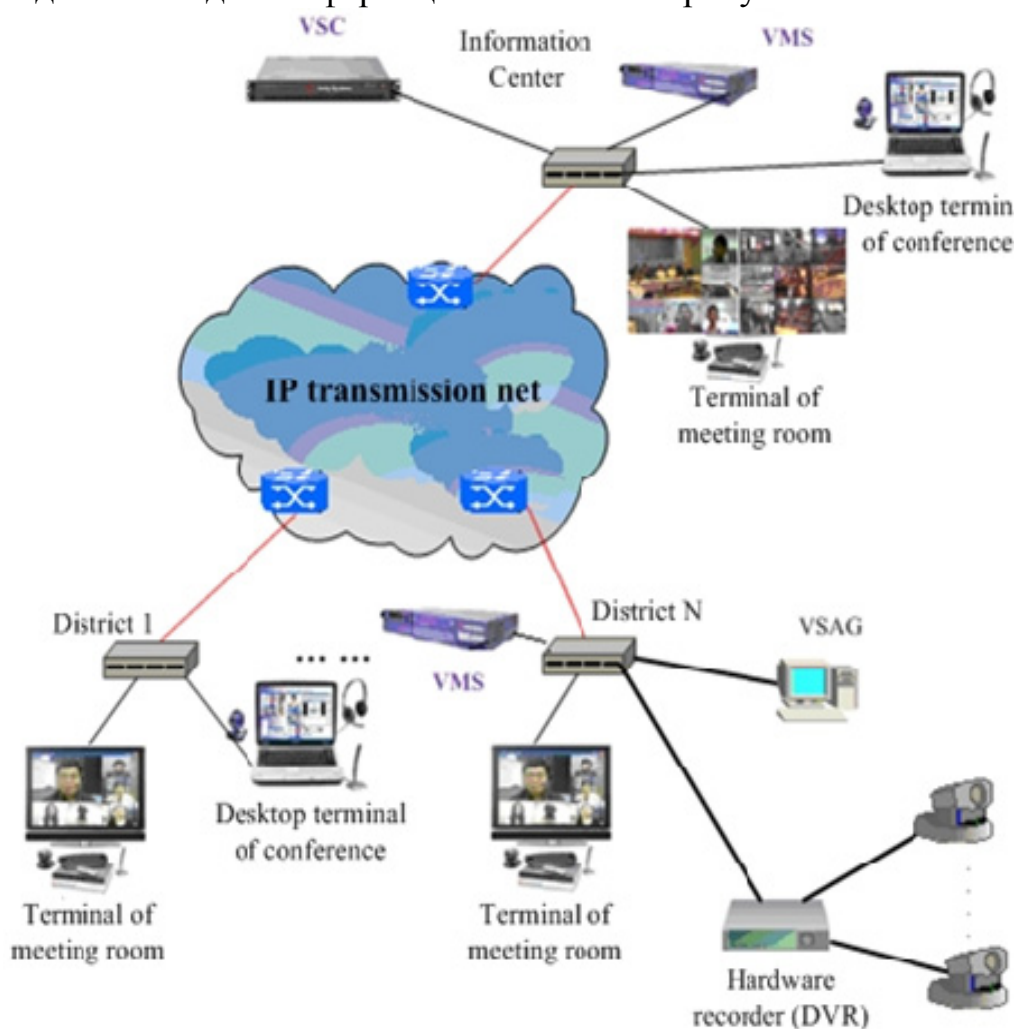 VSC
Information
Center
VMS
Desktop termin
of conference
IP transmission net
Terminal of
meeting room
District 1
District N
VMS
VSAG
Desktop terminal
of conference
Terminal of
meeting room
Terminal of
meeting room
Hardware
recorder (DVR)